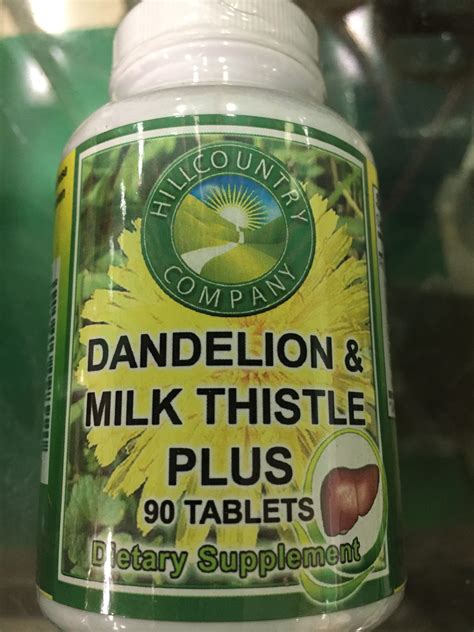 HILLCOUNTRY
COMPANY
DANDELION &
MILK THISTLE
PLUS
90 TABLETS
Dietary Supplement